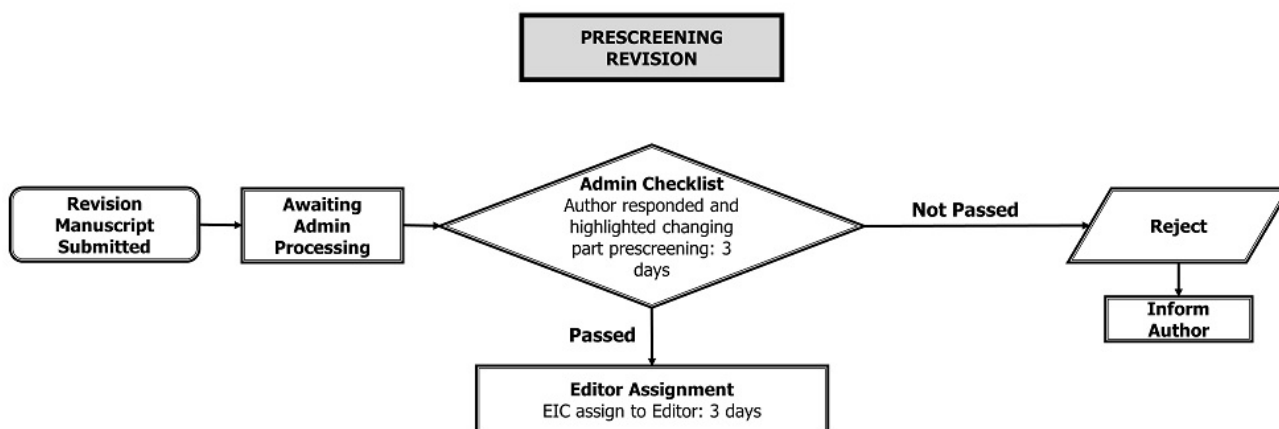 PRESCREENING
REVISION
Revision
Manuscript
Submitted
Awaiting
Admin
Processing
Admin Checklist
Author responded and
highlighted changing
part prescreening: 3
days
Not Passed
Reject
Inform
Author
Passed
Editor Assignment
EIC assign to Editor: 3 days